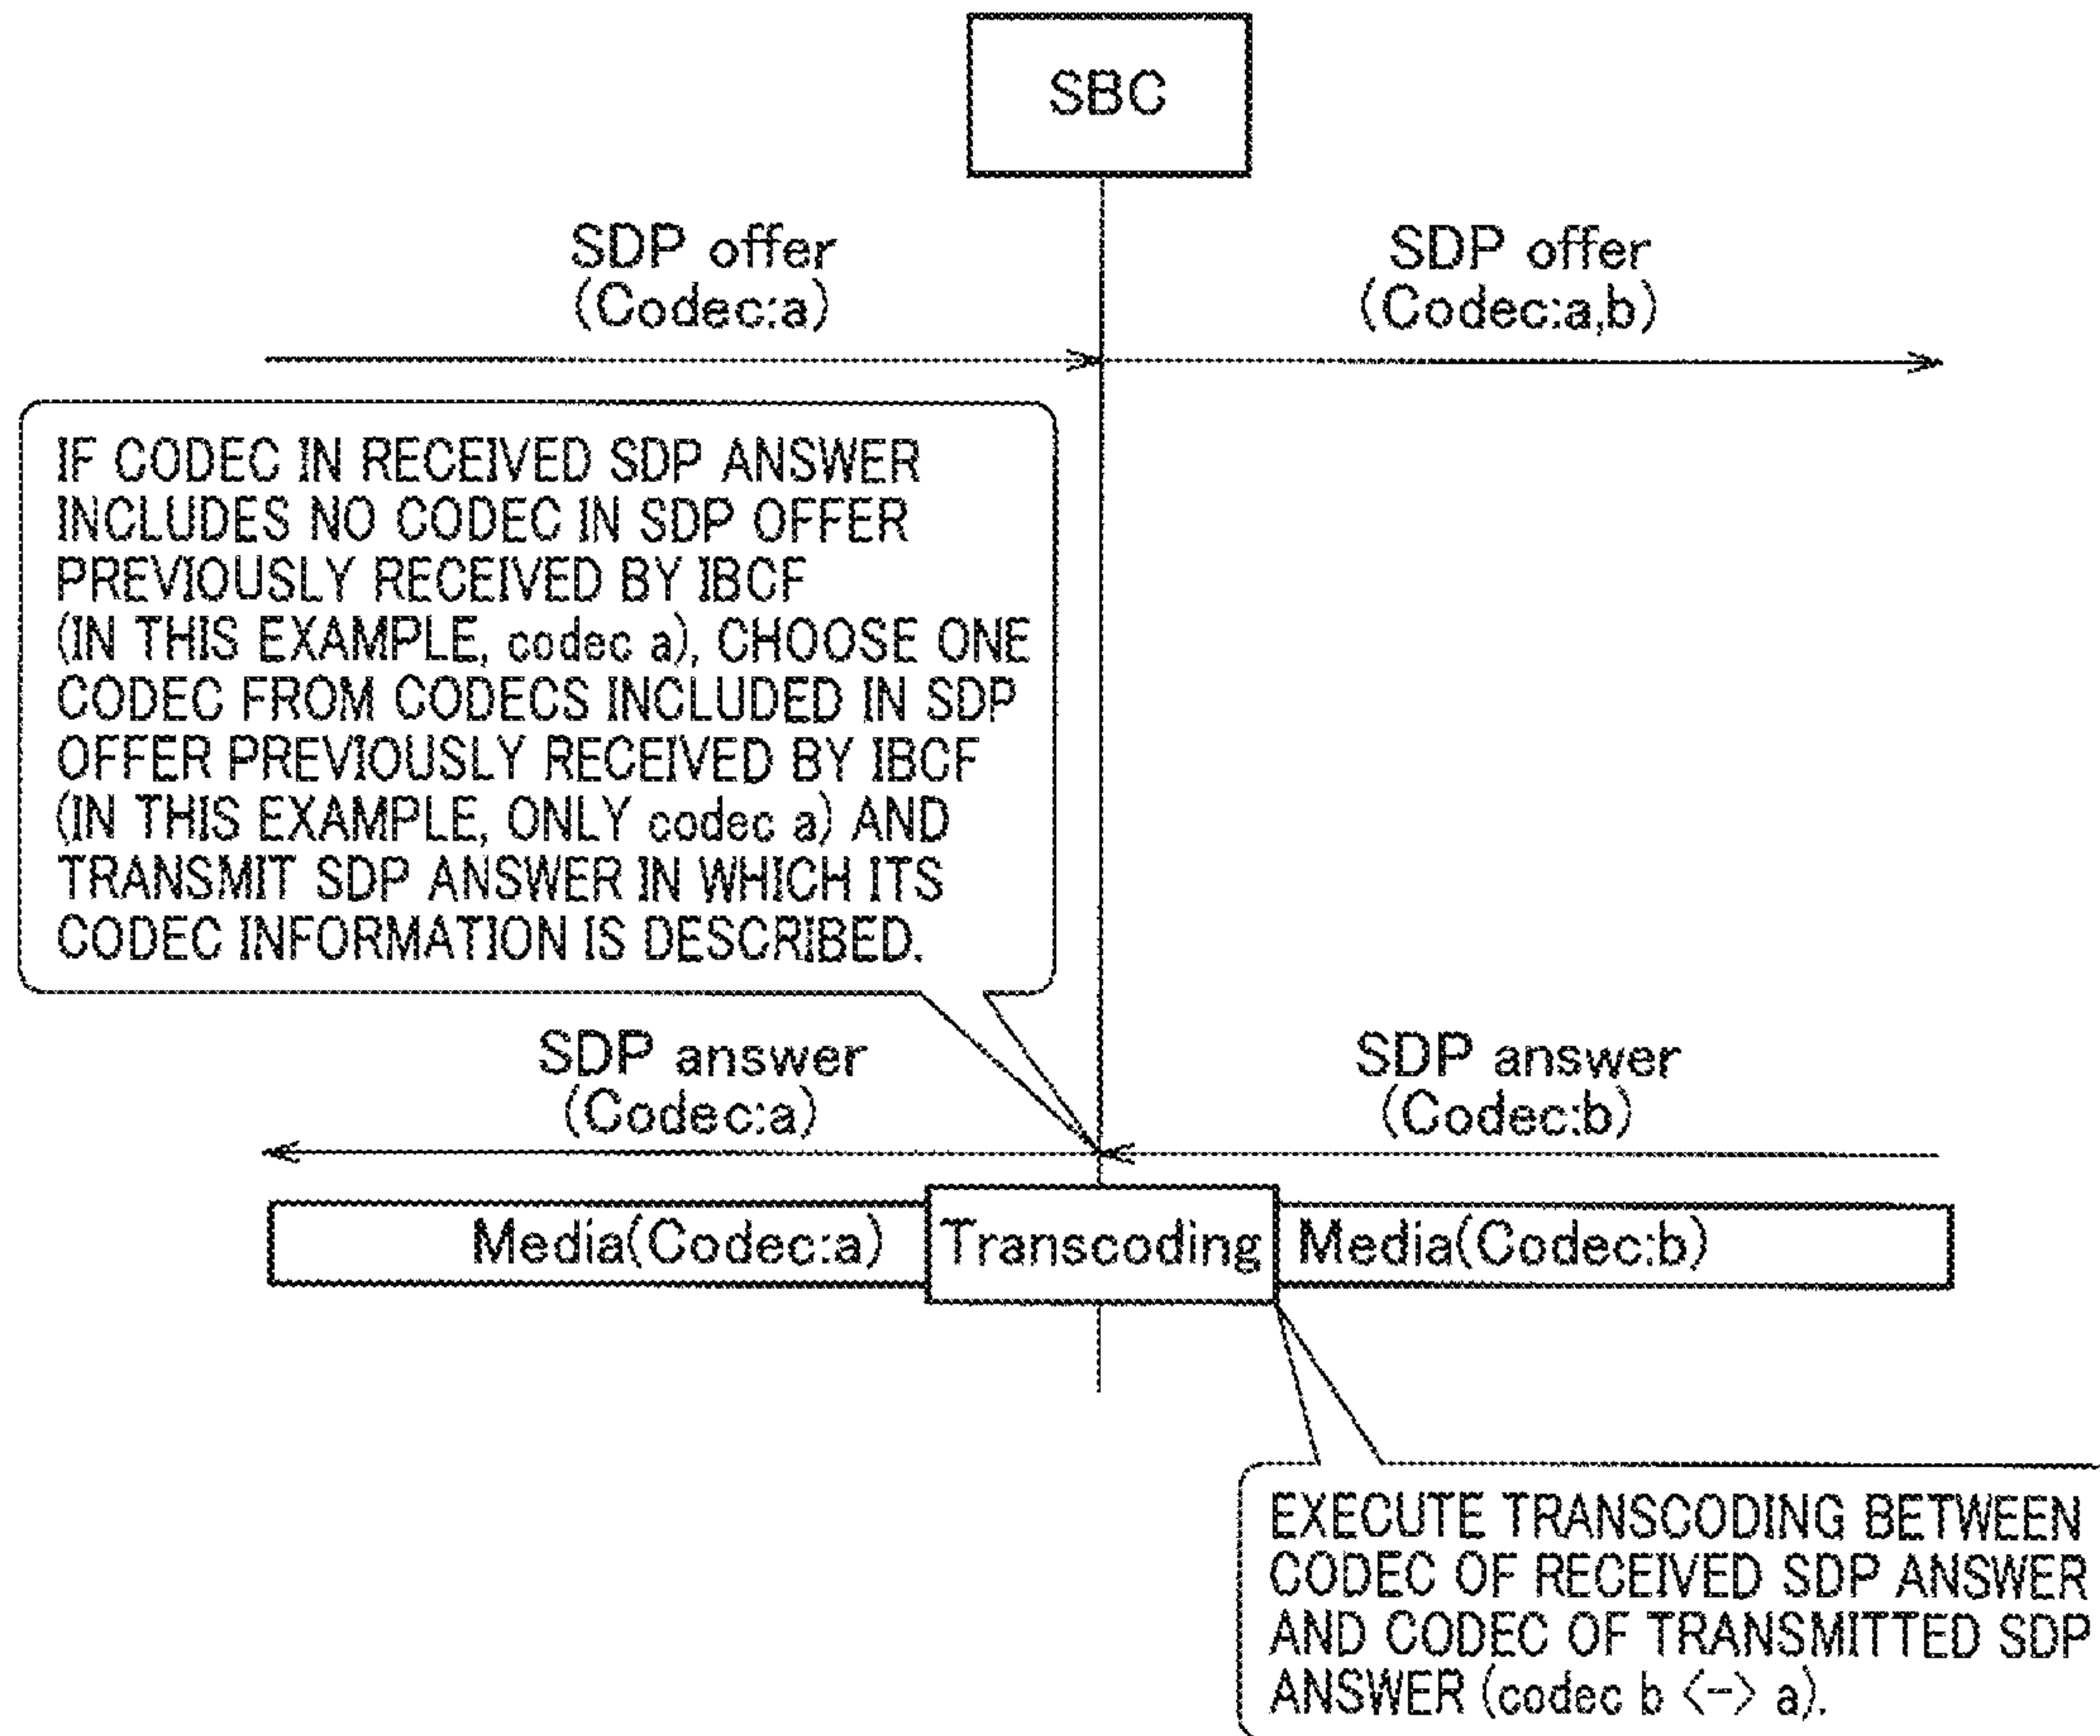 SBC
SDP offer
(Codec:a)
SDP offer
(Codec:a,b)
IF CODEC IN RECEIVED SDP ANSWER
INCLUDES NO CODEC IN SDP OFFER
PREVIOUSLY RECEIVED BY IBCF
(IN THIS EXAMPLE, codec a), CHOOSE ONE
CODEC FROM CODECS INCLUDED IN SDP
OFFER PREVIOUSLY RECEIVED BY IBCF
(IN THIS EXAMPLE, ONLY codec a) AND
TRANSMIT SDP ANSWER IN WHICH ITS
CODEC INFORMATION IS DESCRIBED.
SDP answer
(Codec:a)
SDP answer
(Codec:b)
Media(Codec:a)
Transcoding
Media(Codec:b)
EXECUTE TRANSCODING BETWEEN
CODEC OF RECEIVED SDP ANSWER
AND CODEC OF TRANSMITTED SDP
ANSWER (codec b <-> a).